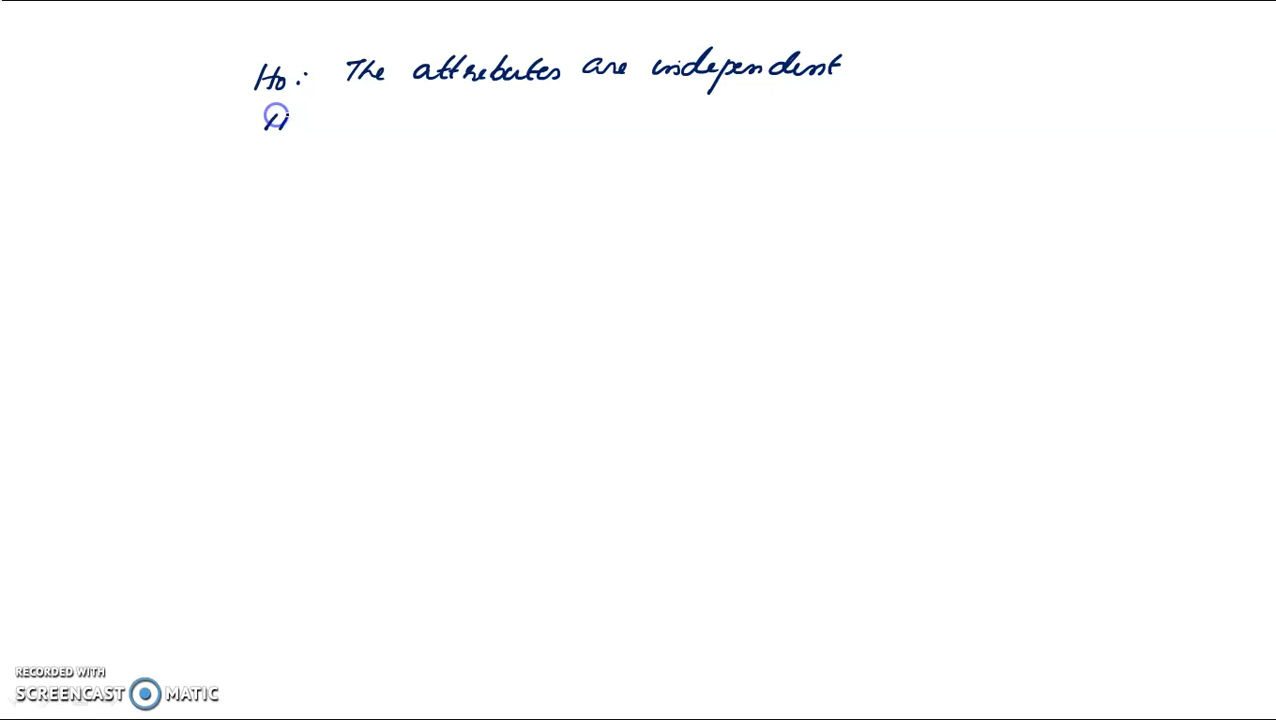 Ho: The attributes are independent
RECORDED WITH
SCREENCAST MATIC